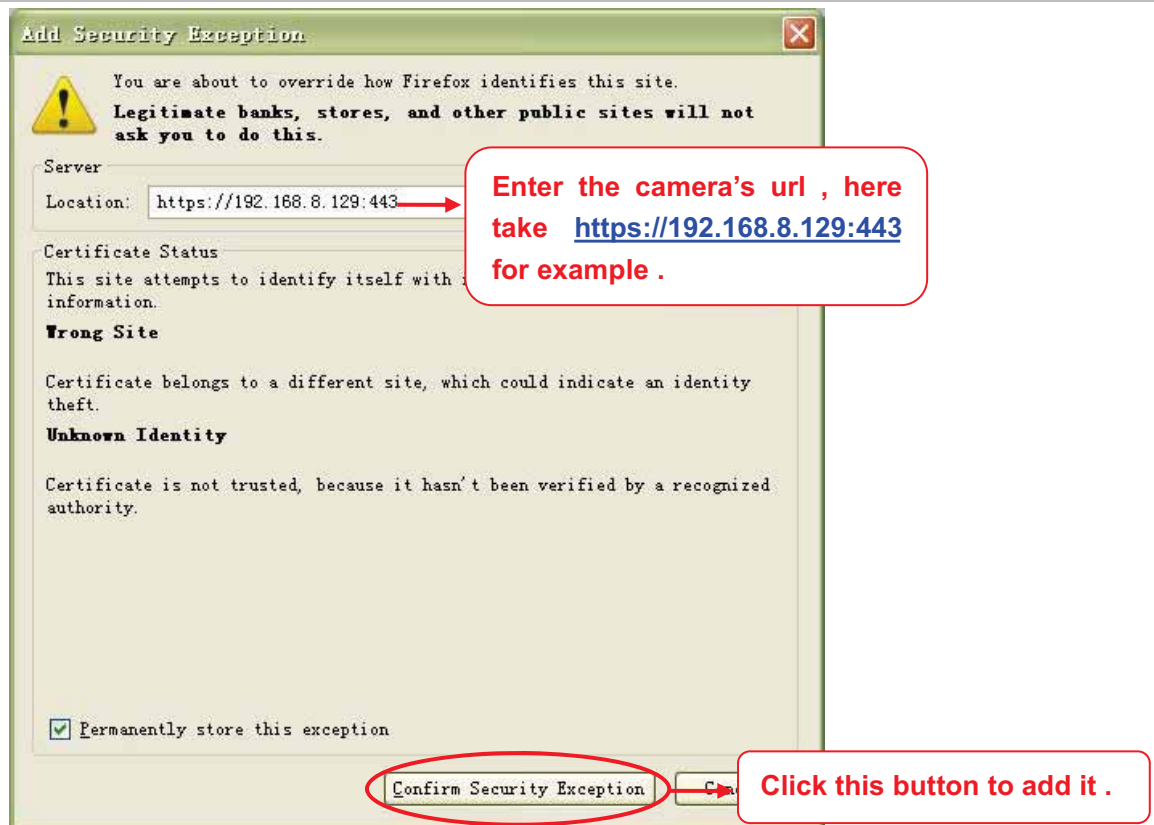 Add Security Exception
You are about to override how Firefox identifies this site.
Legitimate banks, stores, and other public sites will not
ask you to do this.
Server
Location: https://192.168.8.129:443
Enter the camera's url , here
take https://192.168.8.129:443
for example .
Certificate Status
This site attempts to identify itself with
information.
Wrong Site
Certificate belongs to a different site, which could indicate an identity
theft.
Unknown Identity
Certificate is not trusted, because it hasn't been verified by a recognized
authority.
Permanently store this exception
Confirm Security Exception
Click this button to add it .